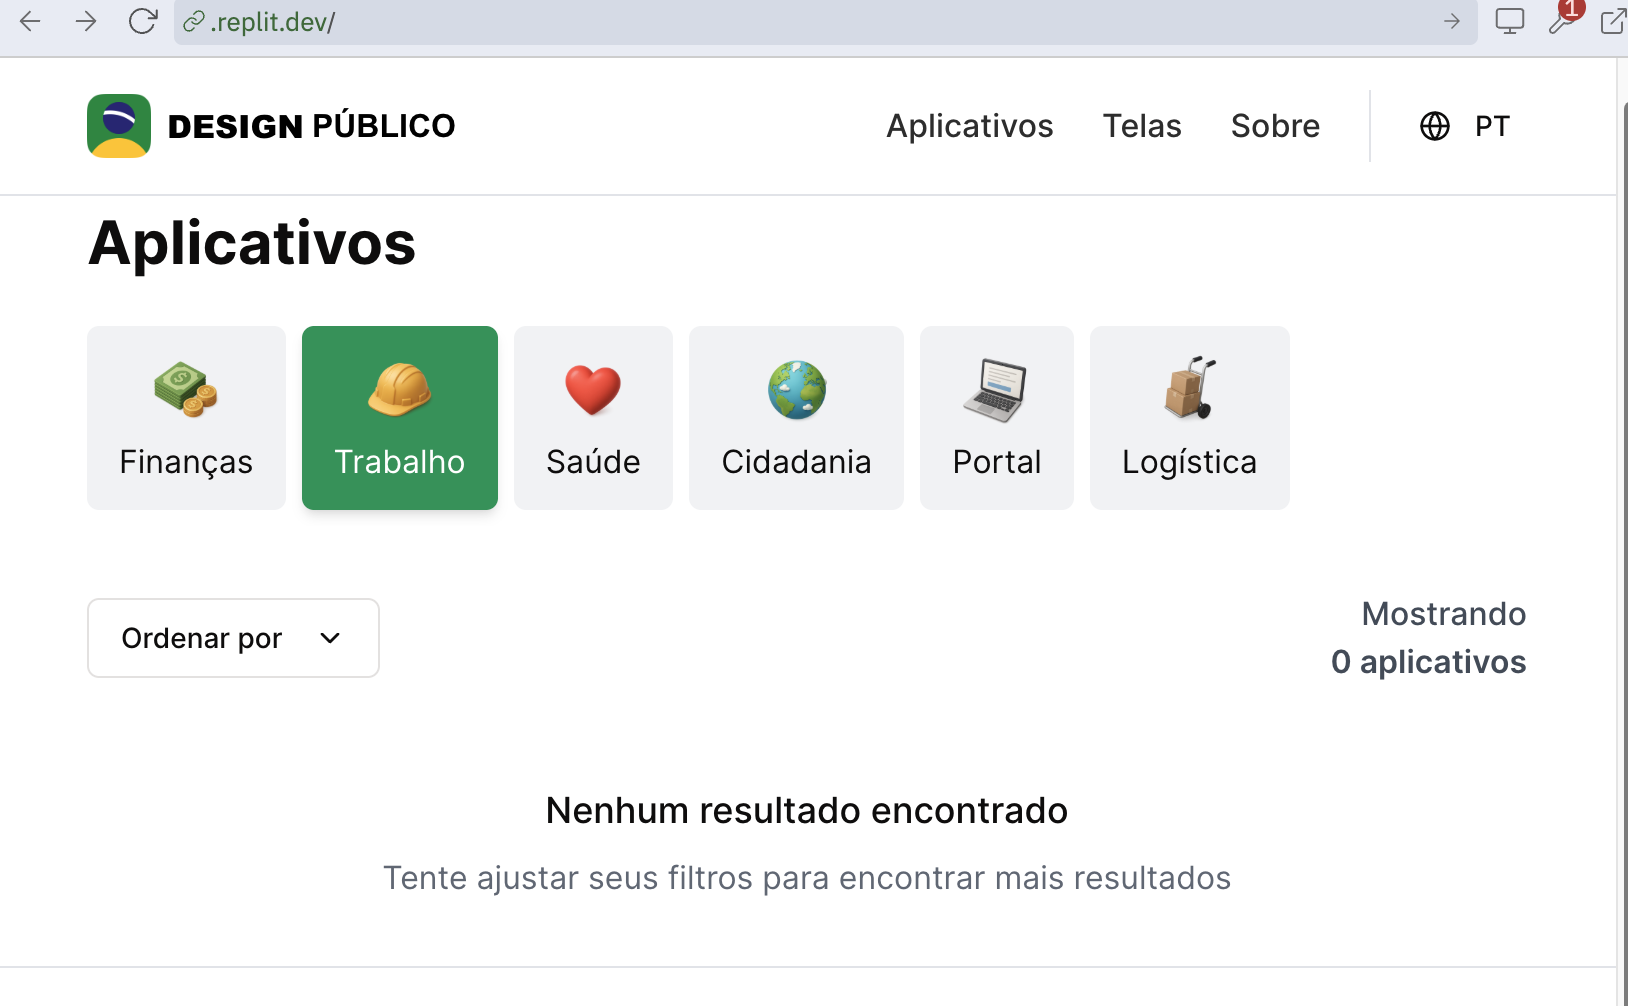 .replit.dev/
1
DESIGN PÚBLICO
Aplicativos
Telas
Sobre
PT
Aplicativos
Finanças
Trabalho
Saúde
Cidadania
Portal
Logística
Ordenar por
Mostrando
0 aplicativos
Nenhum resultado encontrado
Tente ajustar seus filtros para encontrar mais resultados